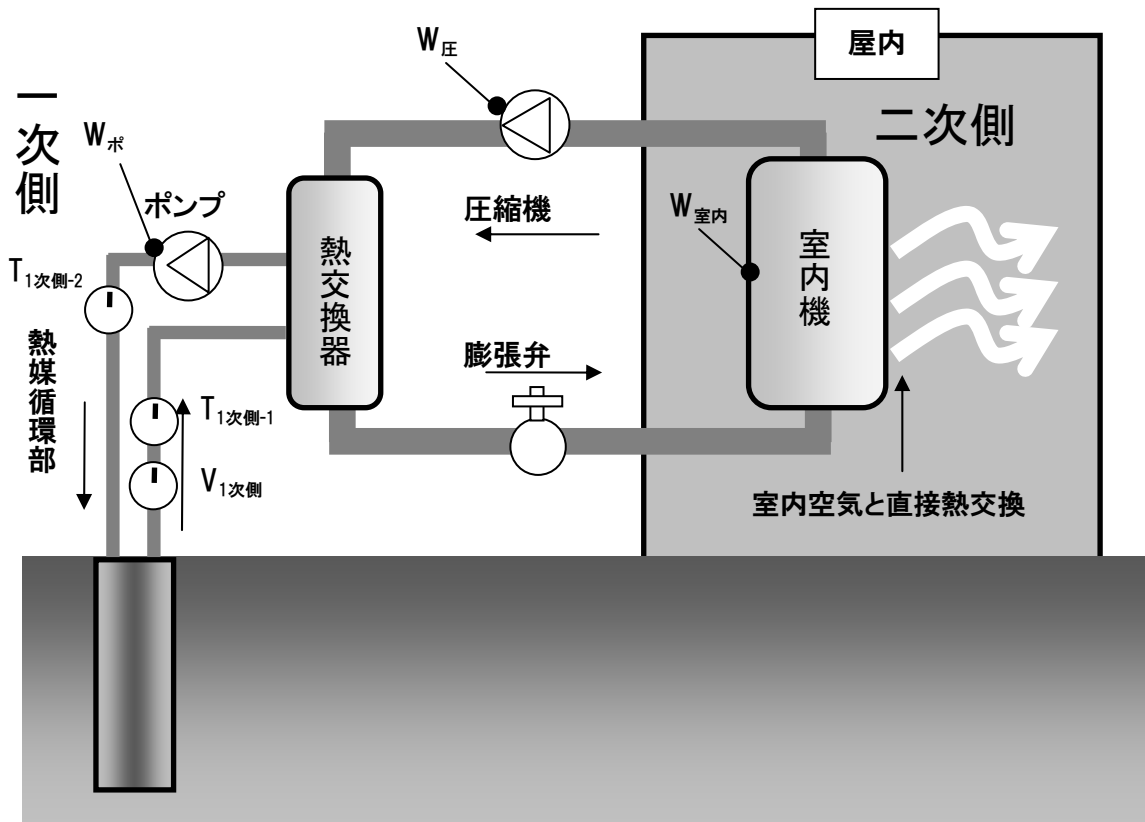 一次側
W圧
屋内
二次側
Wポ
ポンプ
圧縮機
W室内
T1次側-2
熱交換器
室内機
熱媒循環部
膨張弁
T1次側-1
V1次側
室内空気と直接熱交換